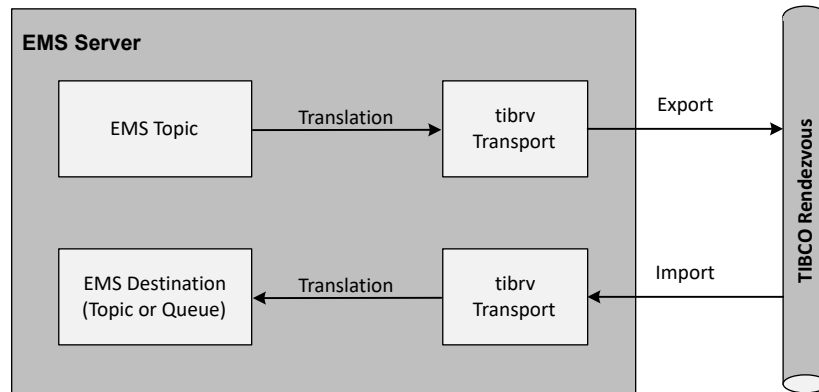 EMS Server
EMS Topic
Translation
tibrv
Transport
Export
EMS Destination
(Topic or Queue)
Translation
tibrv
Transport
Import
TIBCO Rendezvous